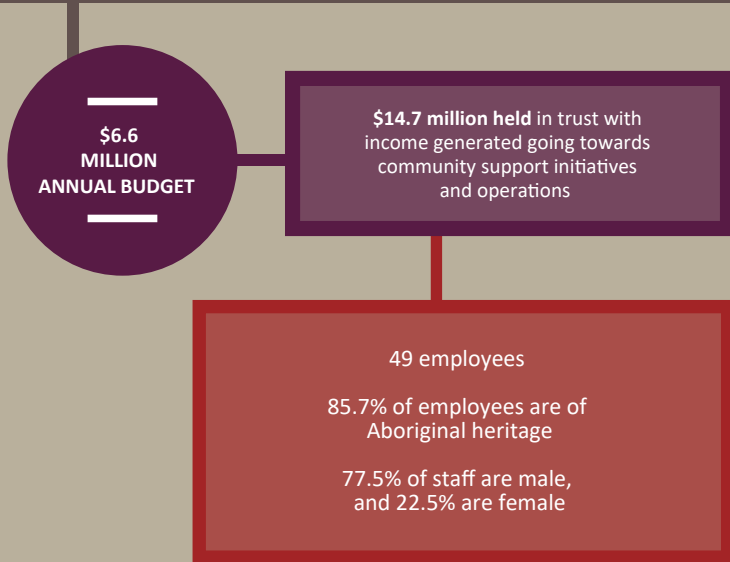 $6.6
MILLION
ANNUAL BUDGET
$14.7 million held in trust with
income generated going towards
community support initiatives
and operations
49 employees
85.7% of employees are of
Aboriginal heritage
77.5% of staff are male,
and 22.5% are female